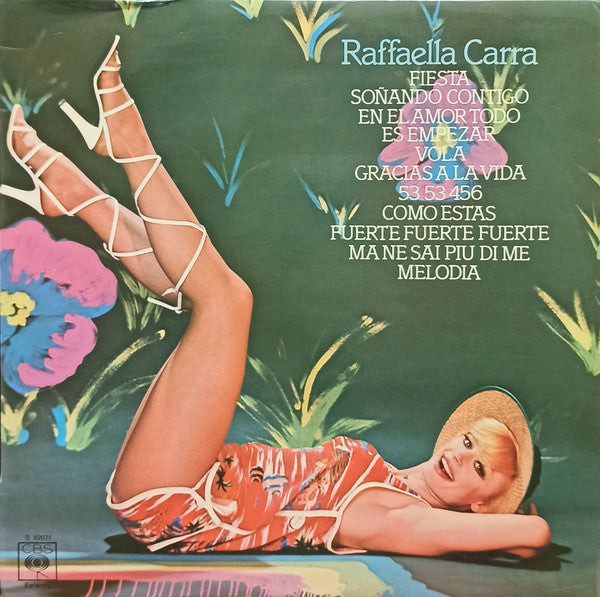 Raffaella Carra
FIESTA
SOÑANDO CONTIGO
EN EL AMOR TODO
ES EMPEZAR
VOLA
GRACIAS A LA VIDA
53.53.456
COMO ESTAS
FUERTE FUERTE FUERTE
MA NE SAI PIU DI ME
MELODIA
S 82071
CBS